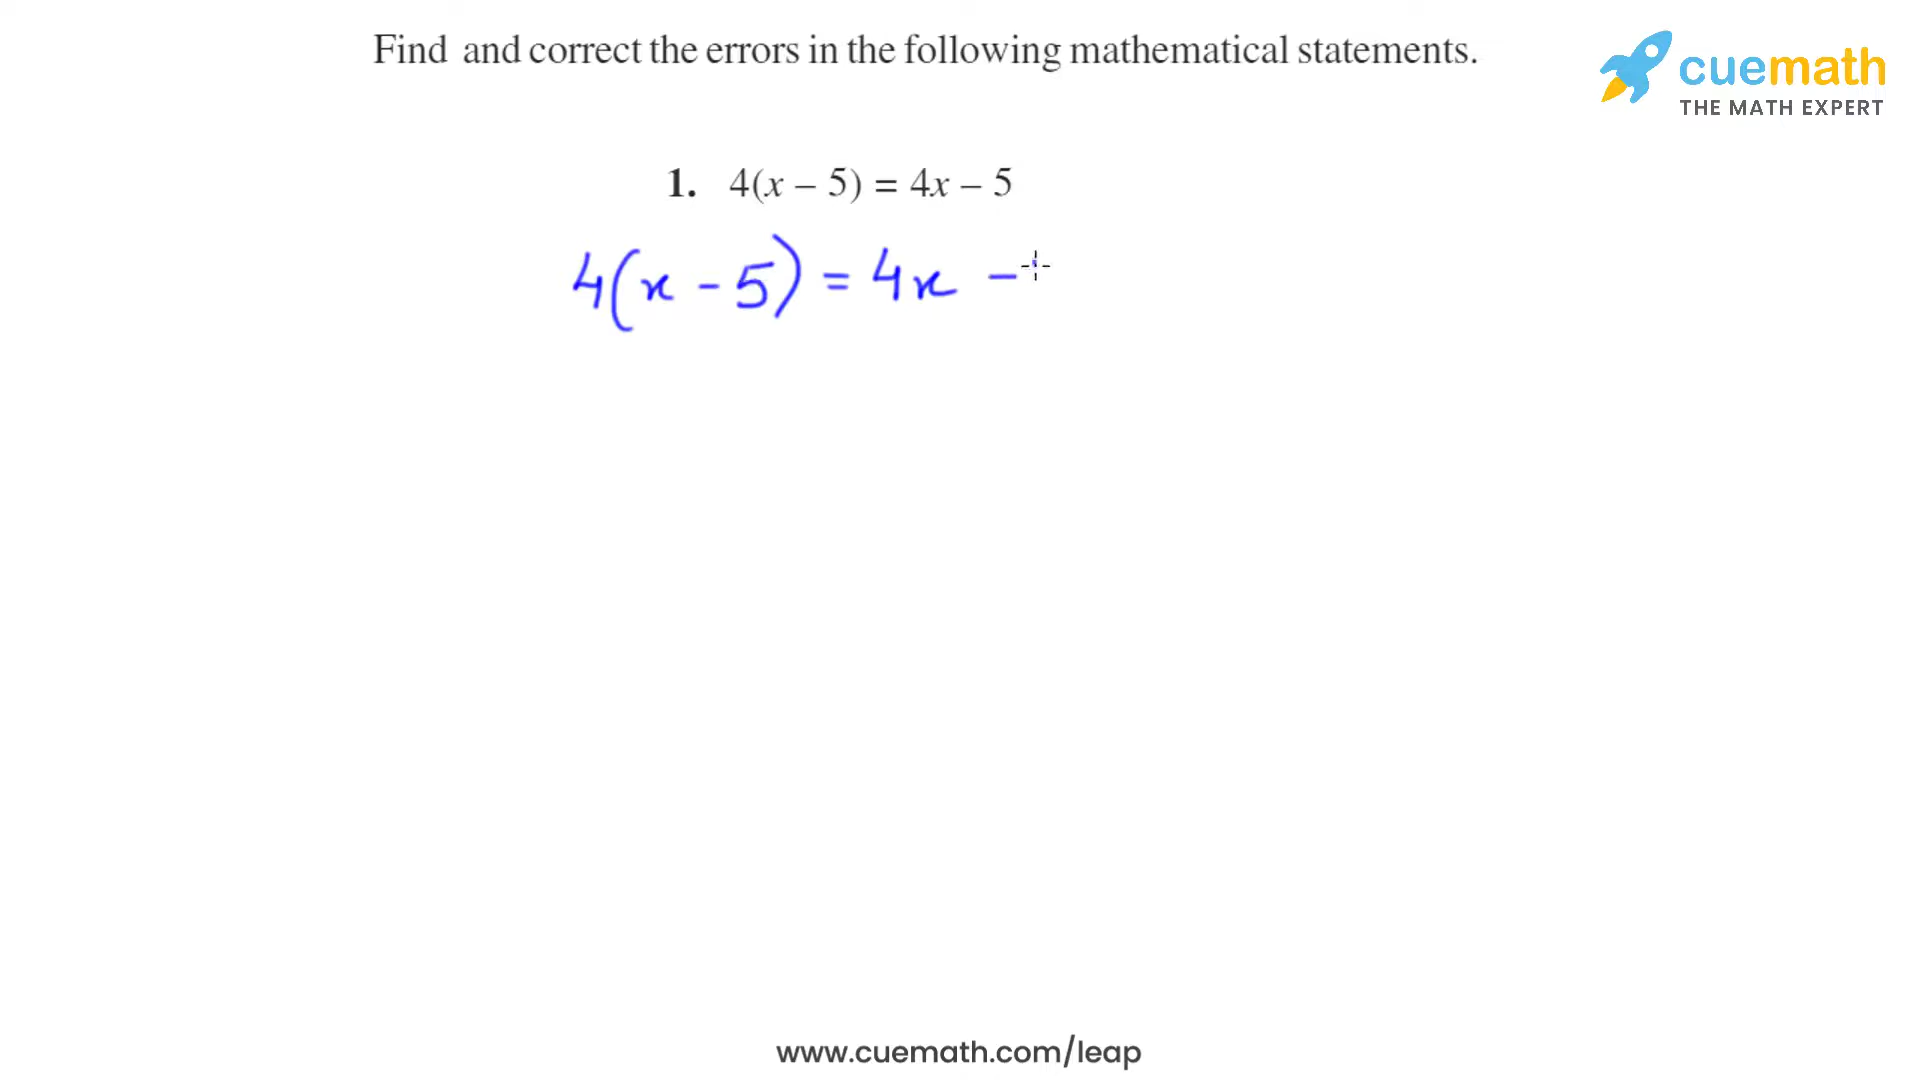 Find and correct the errors in the following mathematical statements.
cuemath
THE MATH EXPERT
1. 4(x – 5) = 4x – 5
4(x - 5) = 4x -
www.cuemath.com/leap